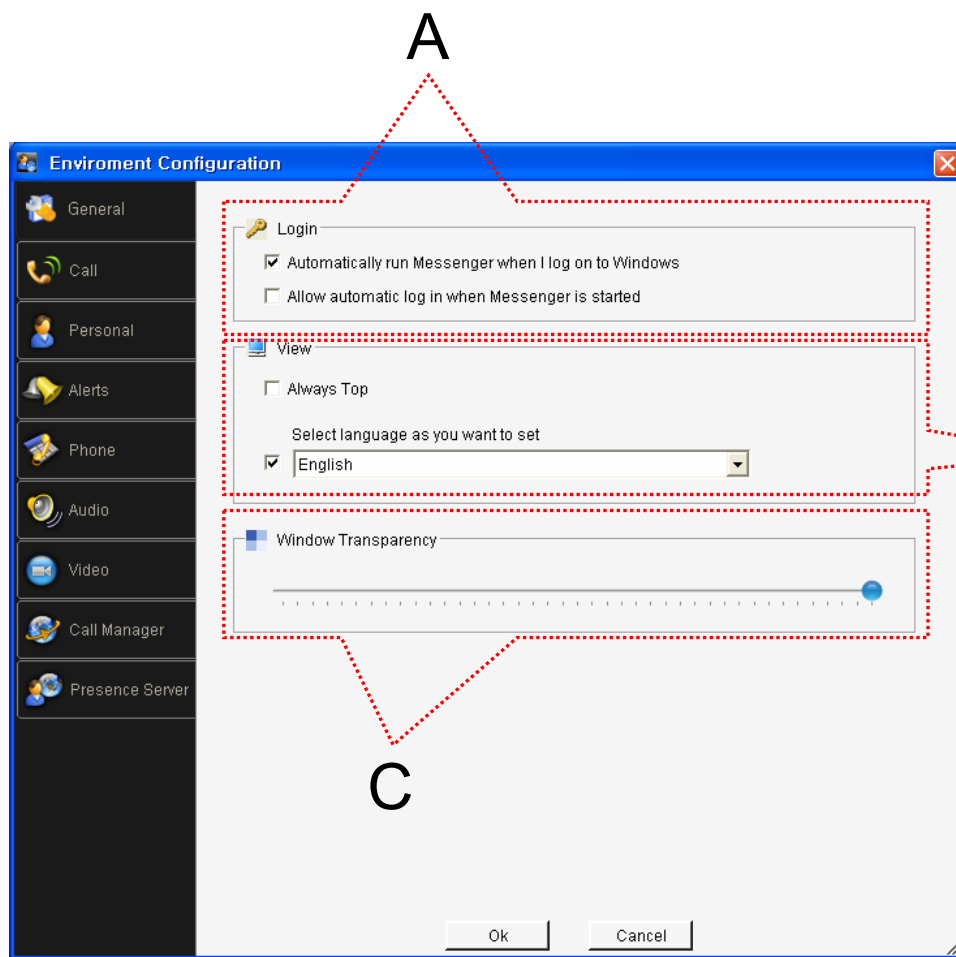 A
Enviroment Configuration
General
Call
Personal
Alerts
Phone
Audio
Video
Call Manager
Presence Server
Login
Automatically run Messenger when I log on to Windows
Allow automatic log in when Messenger is started
View
Always Top
Select language as you want to set
English
Window Transparency
C
Ok
Cancel